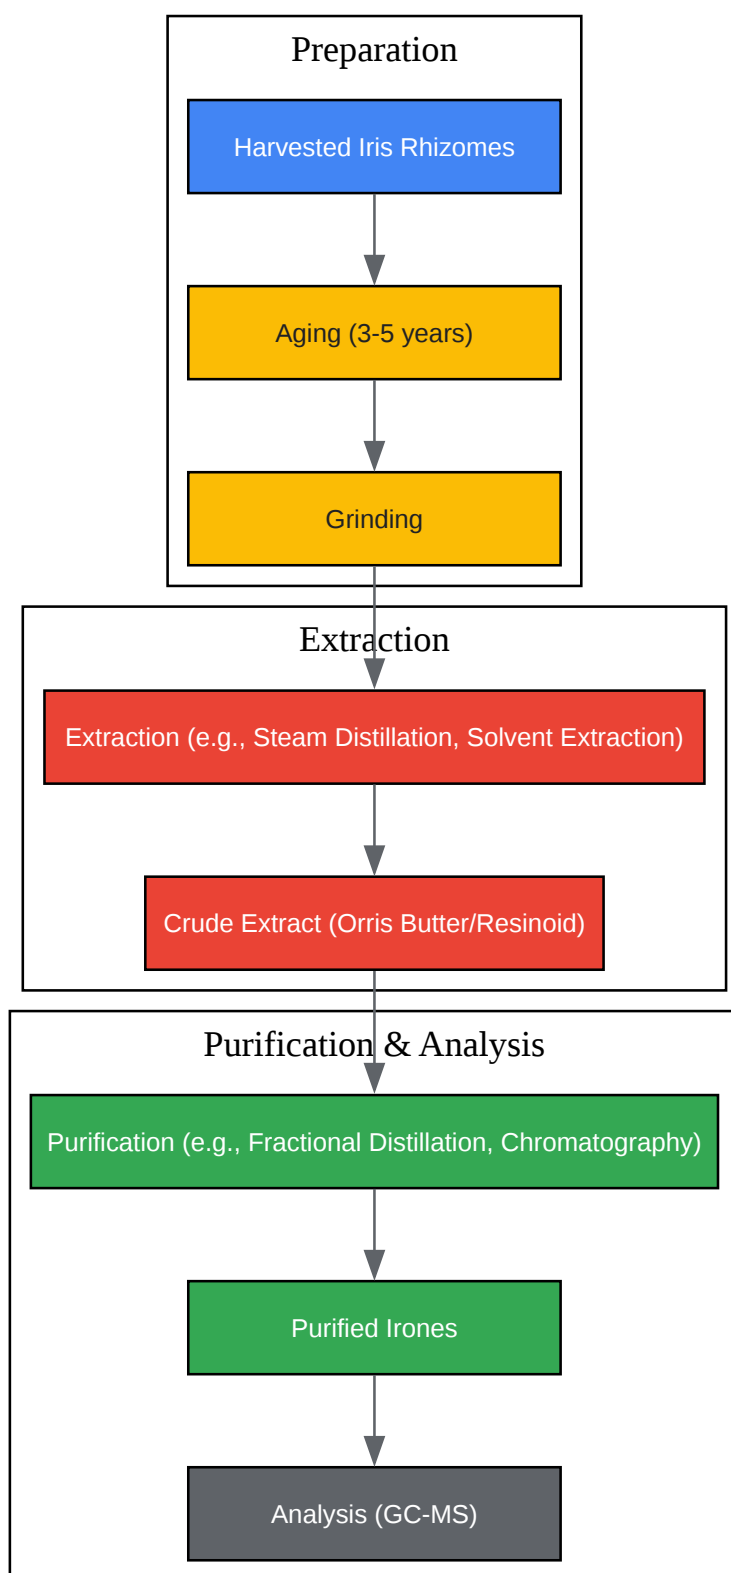 Preparation
Harvested Iris Rhizomes
Aging (3-5 years)
Grinding
Extraction
Extraction (e.g., Steam Distillation, Solvent Extraction)
Crude Extract (Orris Butter/Resinoid)
Purification & Analysis
Purification (e.g., Fractional Distillation, Chromatography)
Purified Irones
Analysis (GC-MS)